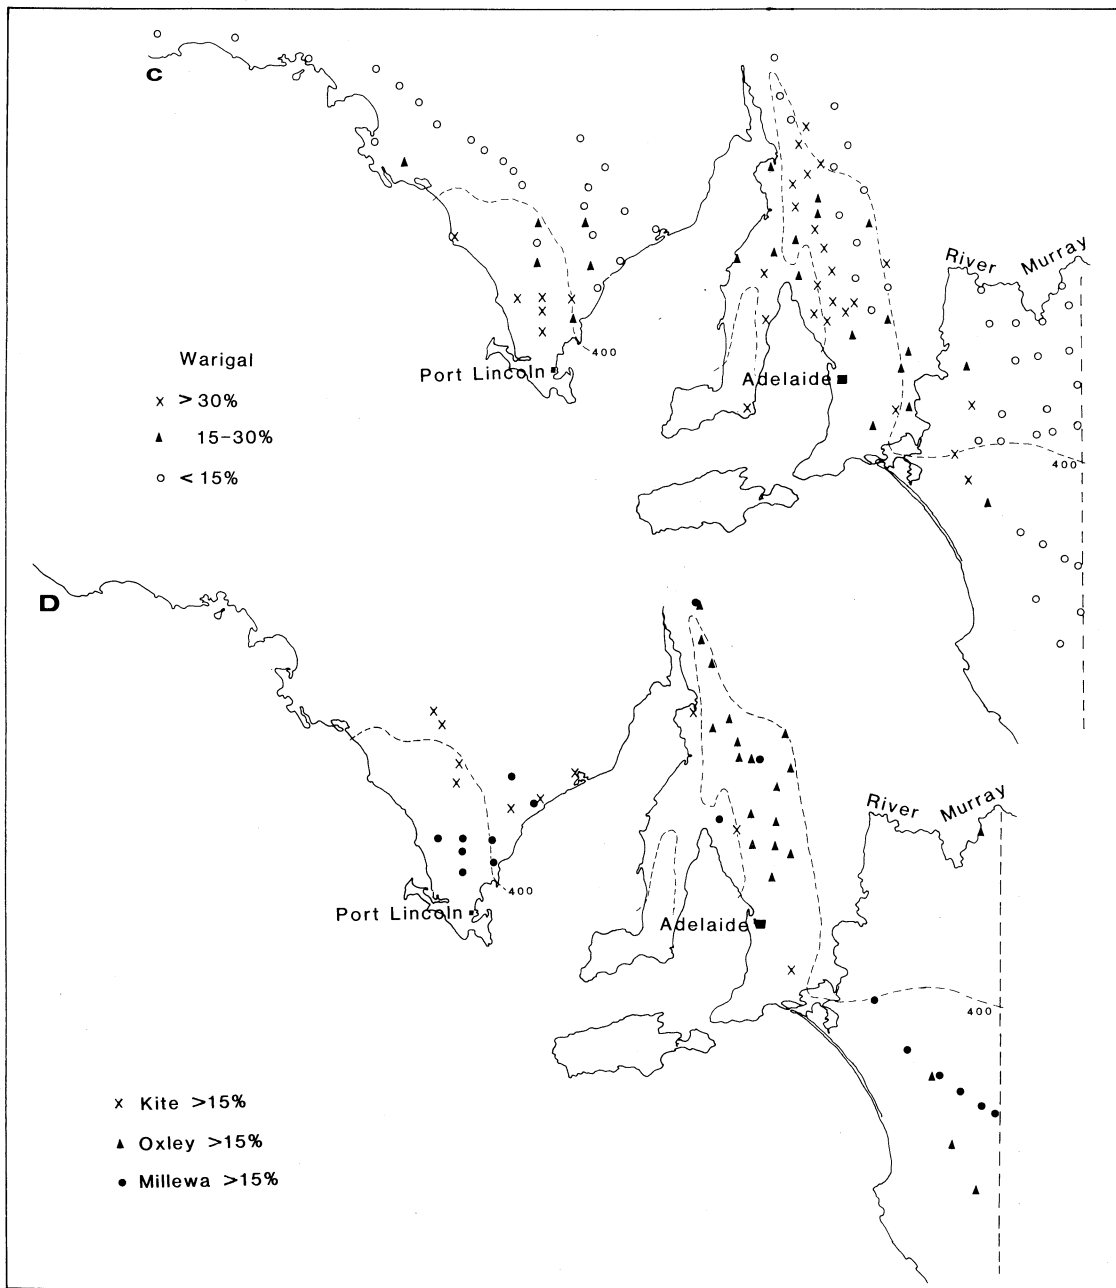 C
River Murray
400
Port Lincoln
Adelaide
400
Warigal
x > 30%
▲ 15-30%
○ < 15%
D
River Murray
400
Port Lincoln
Adelaide
400
x Kite >15%
▲ Oxley >15%
● Millewa >15%